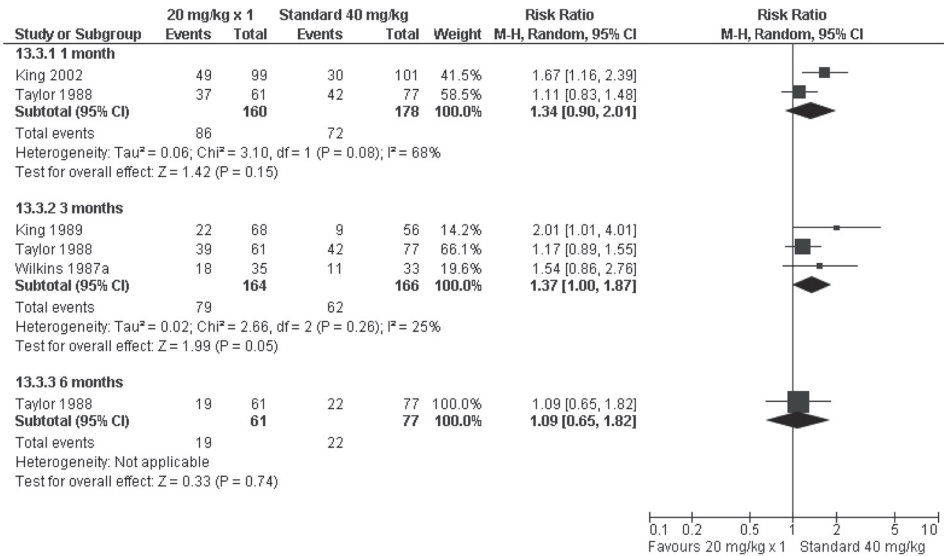 20 mg/kg x 1 Standard 40 mg/kg Risk Ratio Risk Ratio
Study or Subgroup Events Total Events Total Weight M-H, Random, 95% CI M-H, Random, 95% CI
13.3.1 1 month
King 2002 49 99 30 101 41.5% 1.67 [1.16, 2.39]
Taylor 1988 37 61 42 77 58.5% 1.11 [0.83, 1.48]
Subtotal (95% CI) 160 178 100.0% 1.34 [0.90, 2.01]
Total events 86 72
Heterogeneity: Tau² = 0.06; Chi² = 3.10, df = 1 (P = 0.08); I² = 68%
Test for overall effect: Z = 1.42 (P = 0.15)
13.3.2 3 months
King 1989 22 68 9 56 14.2% 2.01 [1.01, 4.01]
Taylor 1988 39 61 42 77 66.1% 1.17 [0.89, 1.55]
Wilkins 1987a 18 35 11 33 19.6% 1.54 [0.86, 2.76]
Subtotal (95% CI) 164 166 100.0% 1.37 [1.00, 1.87]
Total events 79 62
Heterogeneity: Tau² = 0.02; Chi² = 2.66, df = 2 (P = 0.26); I² = 25%
Test for overall effect: Z = 1.99 (P = 0.05)
13.3.3 6 months
Taylor 1988 19 61 22 77 100.0% 1.09 [0.65, 1.82]
Subtotal (95% CI) 61 77 100.0% 1.09 [0.65, 1.82]
Total events 19 22
Heterogeneity: Not applicable
Test for overall effect: Z = 0.33 (P = 0.74)
0.1 0.2 0.5 1 2 5 10
Favours 20 mg/kg x 1 Standard 40 mg/kg